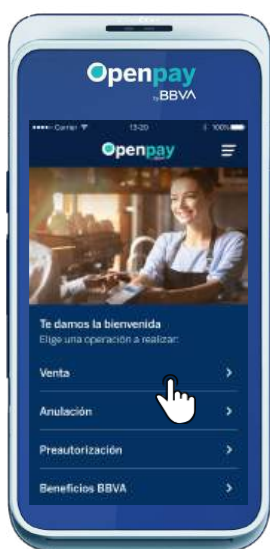 Openpay
by BBVA
Carrier 13:20 100%
Openpay
Te damos la bienvenida
Elige una operación a realizar:
Venta
Anulación
Preautorización
Beneficios BBVA